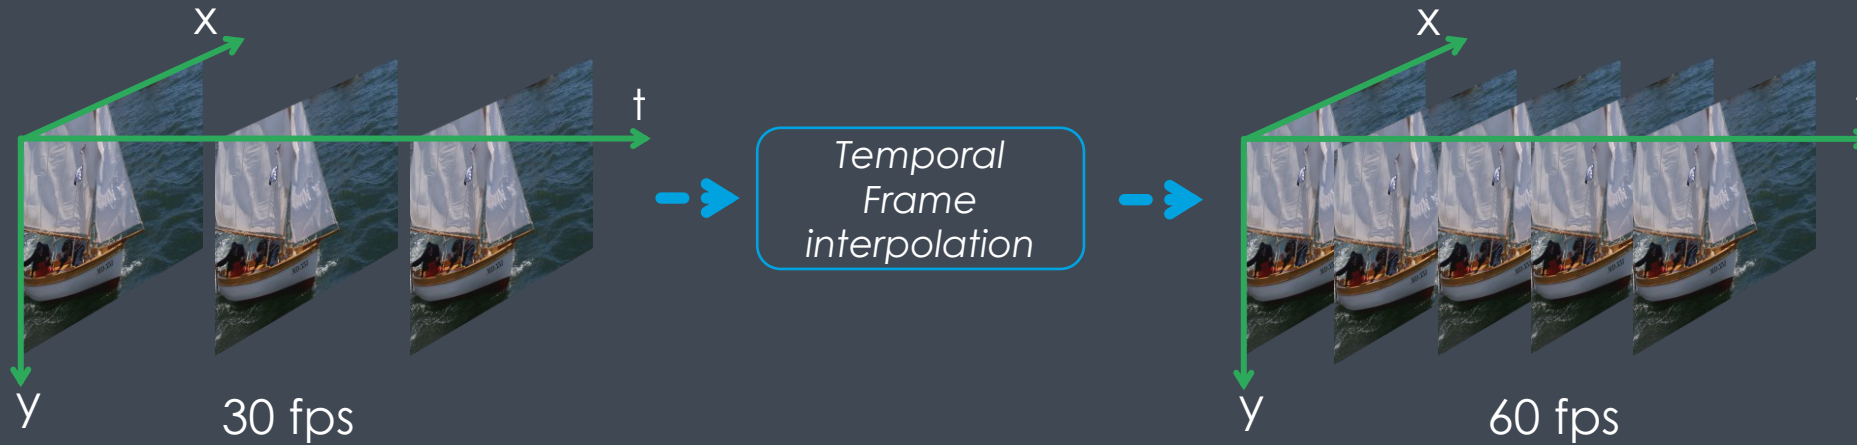 x
t
y
30 fps
Temporal
Frame
interpolation
x
y
60 fps